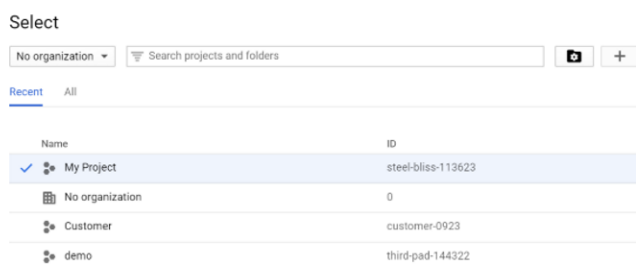 Select
No organization Search projects and folders
Recent All
Name ID
My Project steel-bliss-113623
No organization 0
Customer customer-0923
demo third-pad-144322